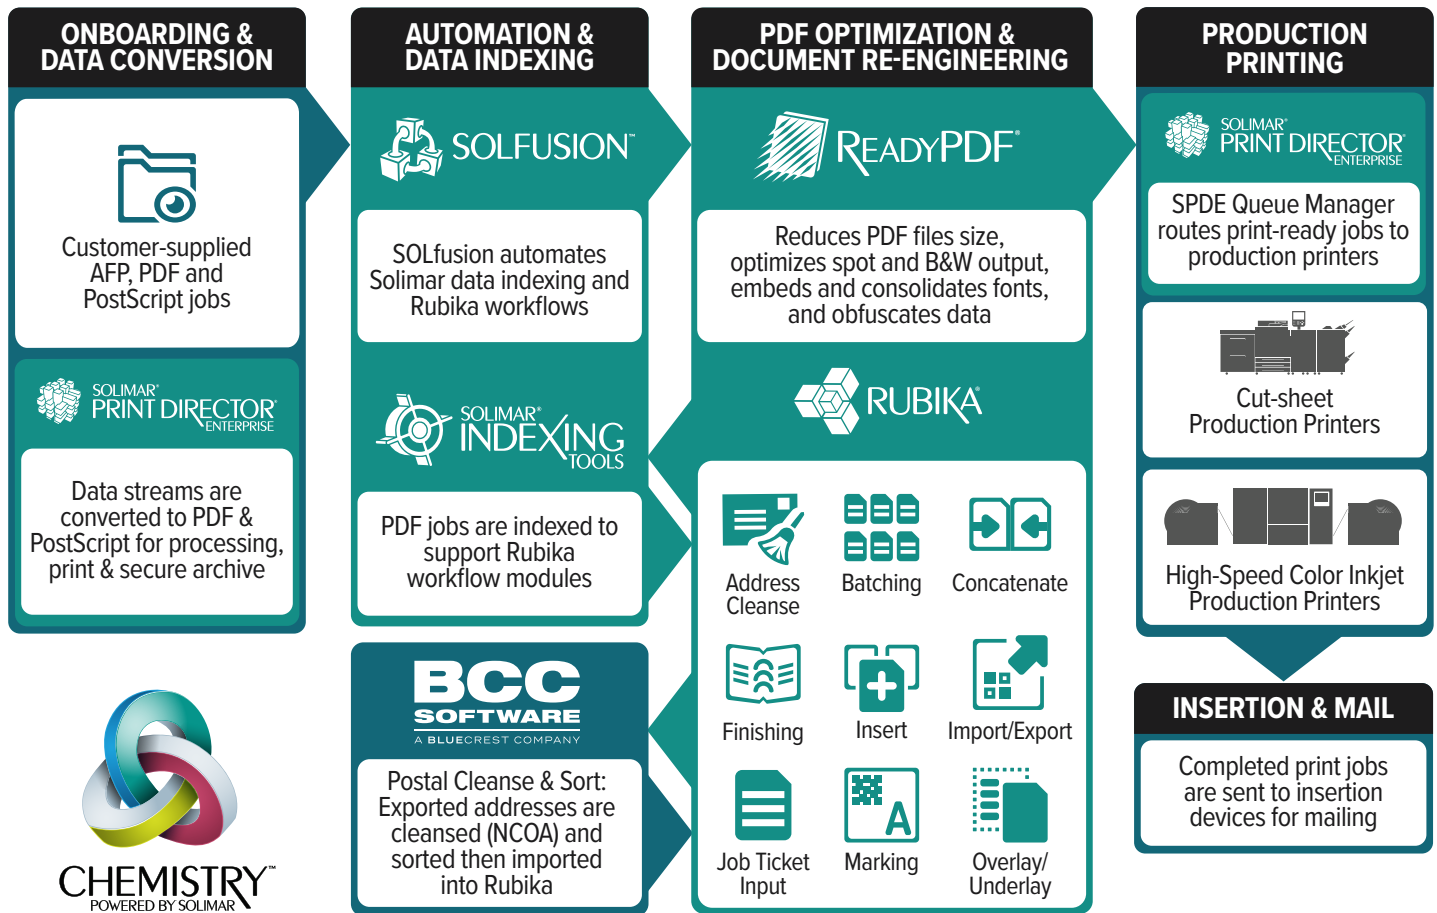 ONBOARDING &
DATA CONVERSION
Customer-supplied
AFP, PDF and
PostScript jobs
SOLIMAR®
PRINT DIRECTOR®
ENTERPRISE
Data streams are
converted to PDF &
PostScript for processing,
print & secure archive
CHEMISTRY™
POWERED BY SOLIMAR
AUTOMATION &
DATA INDEXING
SOLFUSION™
SOLfusion automates
Solimar data indexing and
Rubika workflows
SOLIMAR®
INDEXING
TOOLS
PDF jobs are indexed to
support Rubika
workflow modules
BCC
SOFTWARE
A BLUECREST COMPANY
Postal Cleanse & Sort:
Exported addresses are
cleansed (NCOA) and
sorted then imported
into Rubika
PDF OPTIMIZATION &
DOCUMENT RE-ENGINEERING
READYPDF®
Reduces PDF files size,
optimizes spot and B&W output,
embeds and consolidates fonts,
and obfuscates data
RUBIKA®
Address
Cleanse
Batching
Concatenate
Finishing
Insert
Import/Export
Job Ticket
Input
A
Marking
Overlay/
Underlay
PRODUCTION
PRINTING
SOLIMAR®
PRINT DIRECTOR®
ENTERPRISE
SPDE Queue Manager
routes print-ready jobs to
production printers
Cut-sheet
Production Printers
High-Speed Color Inkjet
Production Printers
INSERTION & MAIL
Completed print jobs
are sent to insertion
devices for mailing